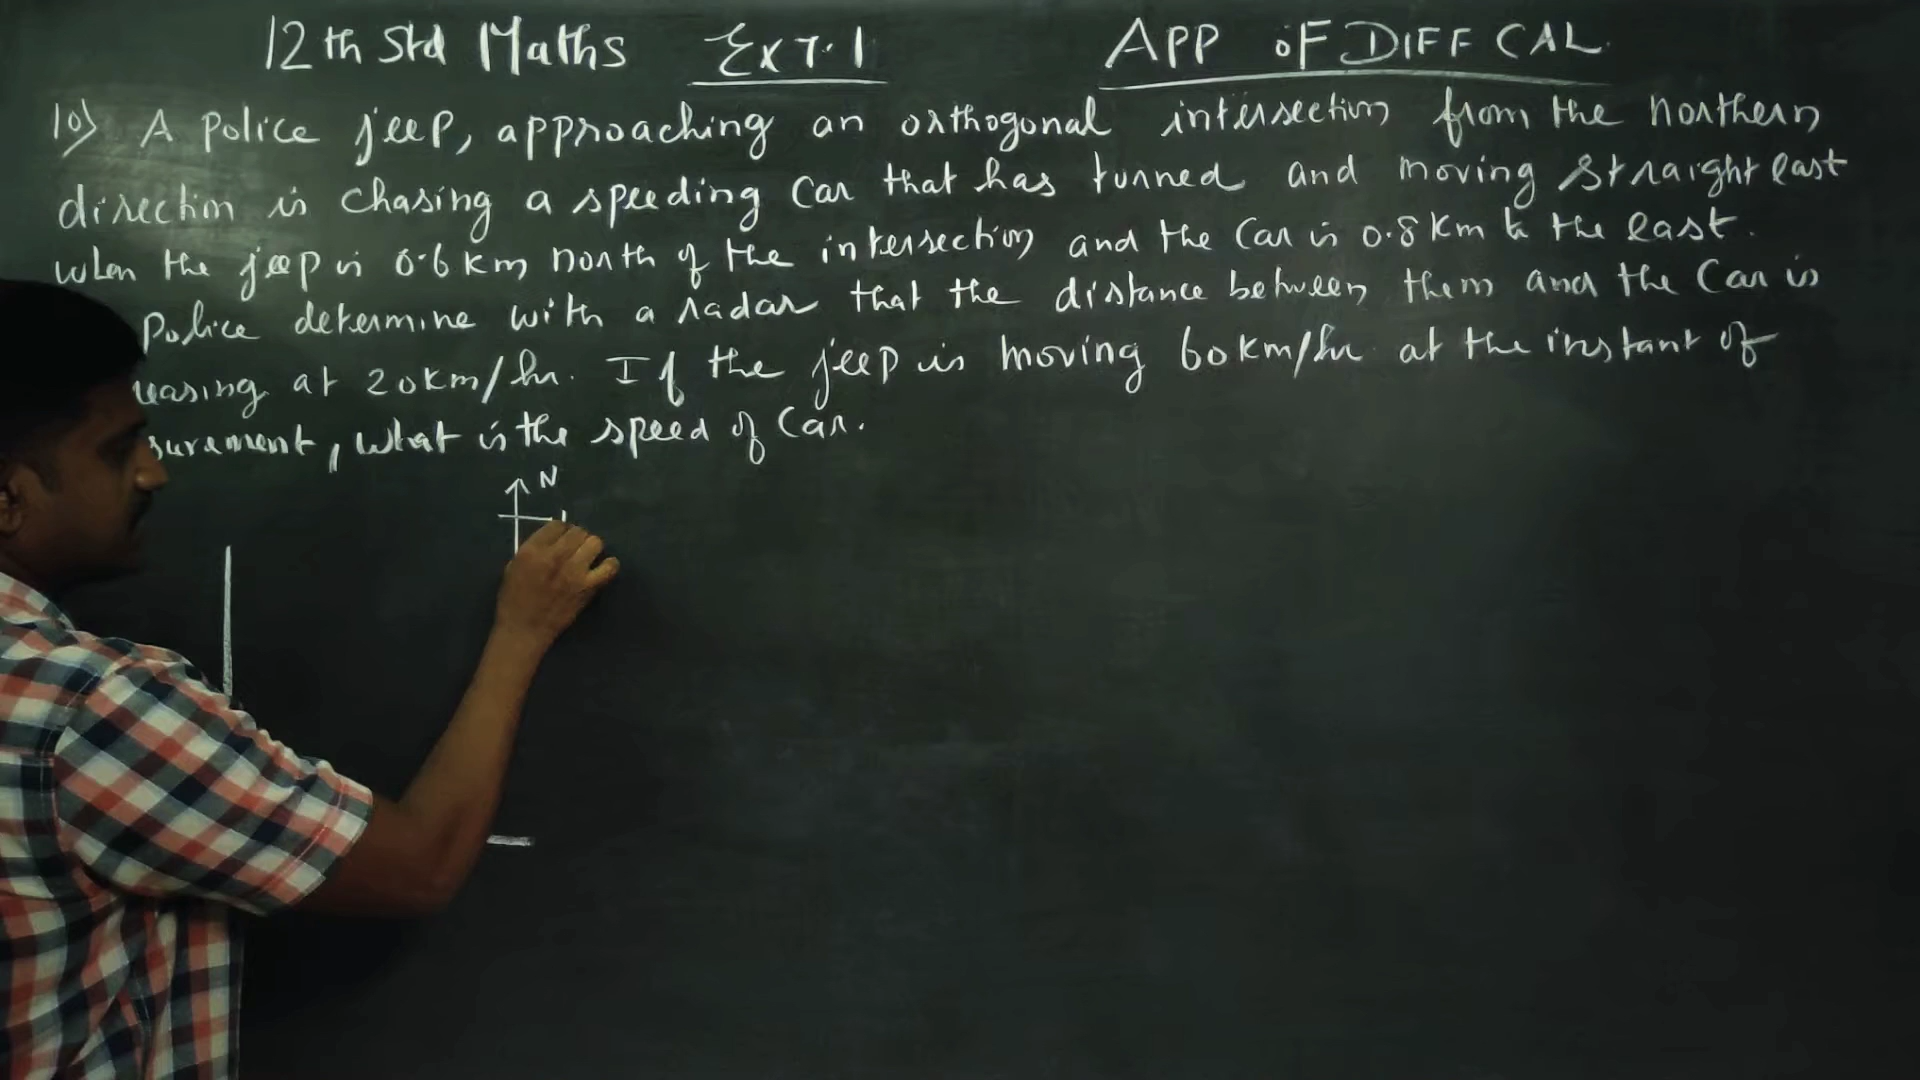 12th Std Maths Ex 7.1 APP OF DIFF CAL
10) A police jeep, approaching an orthogonal intersection from the northern
direction is chasing a speeding Car that has turned and moving straight east
when the jeep is 0.6 km north of the intersection and the Car is 0.8 km to the east.
Police determine with a radar that the distance between them and the Car is
easing at 20 km/hr. If the jeep is moving 60 km/hr at the instant of
surement, what is the speed of Car.
N